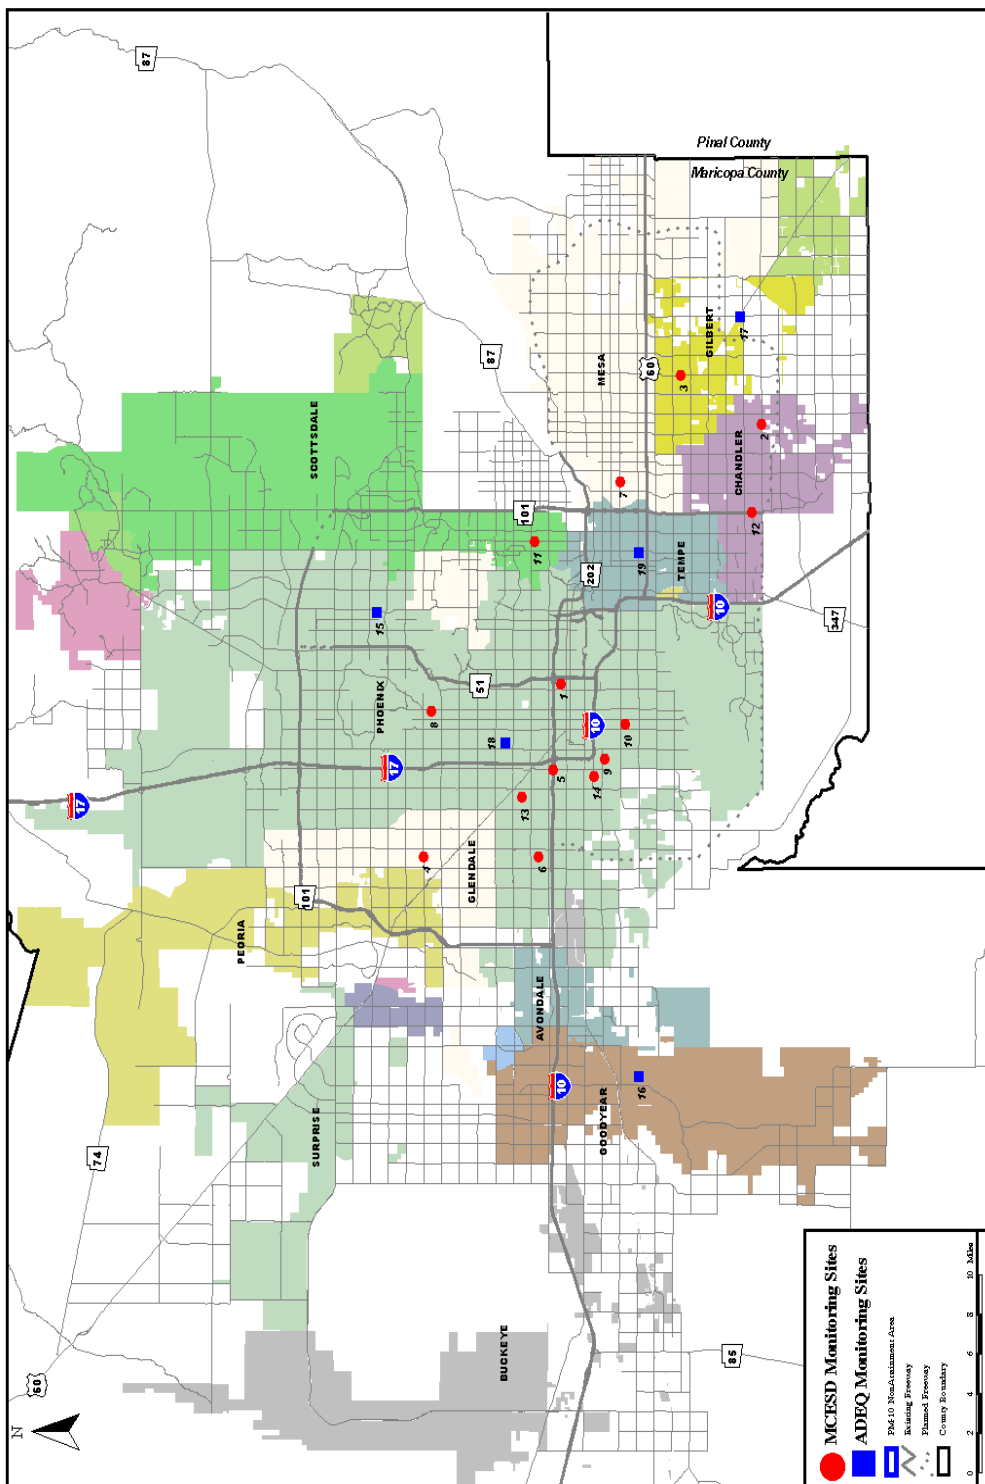 N
60
74
17
87
SCOTTSDALE
PEORIA
101
SURPRISE
PHOENIX
17
15
87
4
8
GLENDALE
51
18
101
BUCKEYE
13
11
6
5
1
AVONDALE
10
202
MESA
14
10
9
10
7
GOODYEAR
16
19
60
Pinal County
Maricopa County
TEMPE
3
GILBERT
17
10
CHANDLER
2
12
85
347
MCESD Monitoring Sites
ADEQ Monitoring Sites
PM-10 NonAttainment Area
Existing Freeway
Planned Freeway
County Boundary
0 2 4 6 8 10 Miles